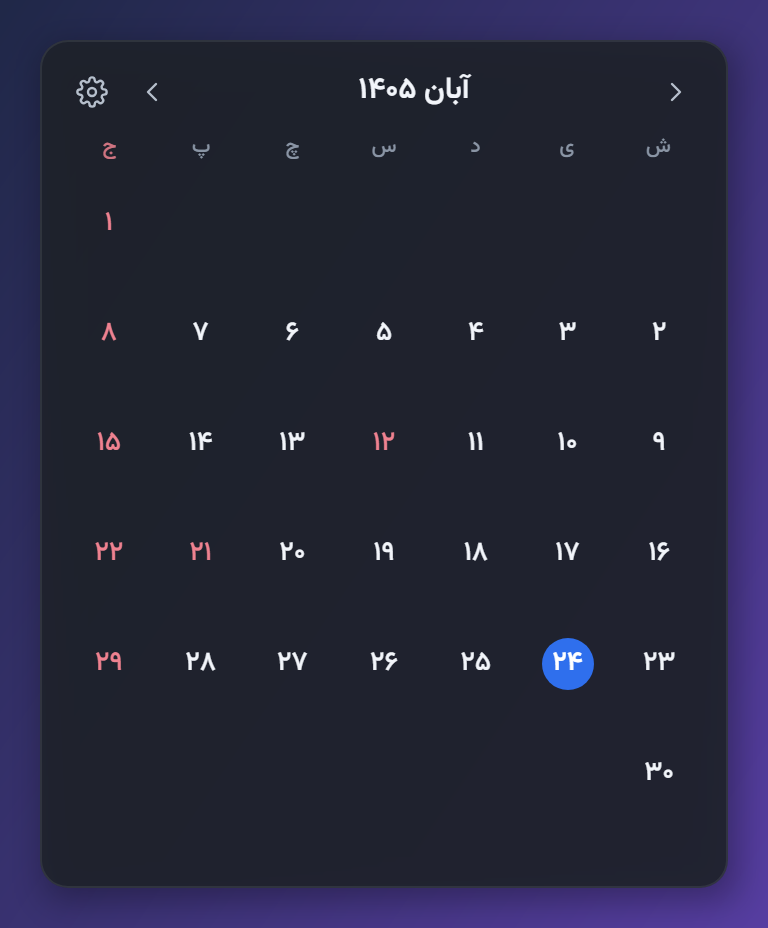 آبان ۱۴۰۵
ش ی د س چ پ ج
۱
۲ ۳ ۴ ۵ ۶ ۷ ۸
۹ ۱۰ ۱۱ ۱۲ ۱۳ ۱۴ ۱۵
۱۶ ۱۷ ۱۸ ۱۹ ۲۰ ۲۱ ۲۲
۲۳ ۲۴ ۲۵ ۲۶ ۲۷ ۲۸ ۲۹
۳۰